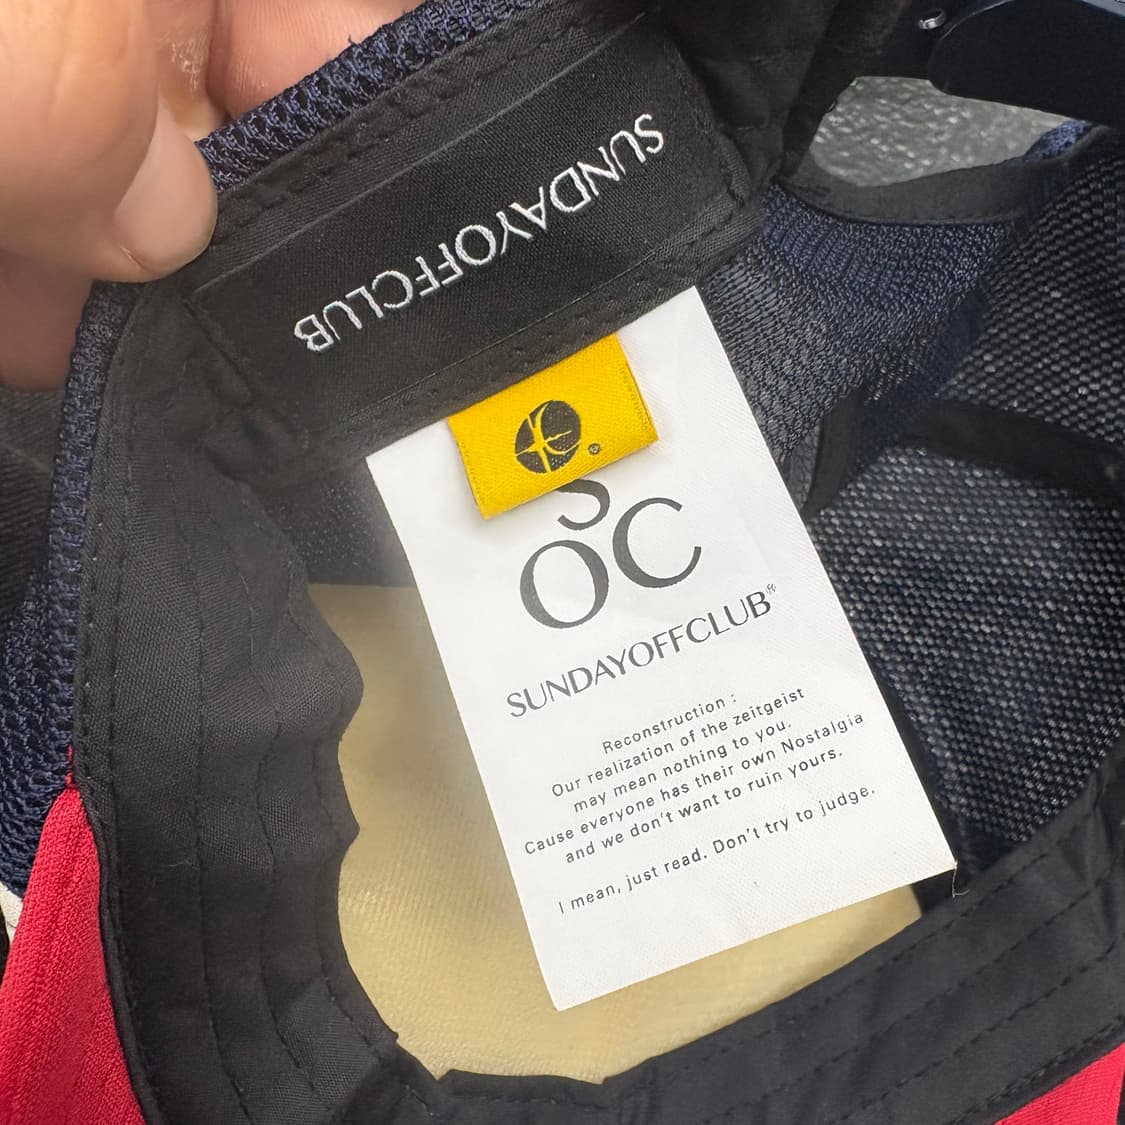 SUNDAYOFFCLUB
S
OC
SUNDAYOFFCLUB®
Reconstruction :
Our realization of the zeitgeist
may mean nothing to you.
Cause everyone has their own Nostalgia
and we don't want to ruin yours.
I mean, just read. Don't try to judge.